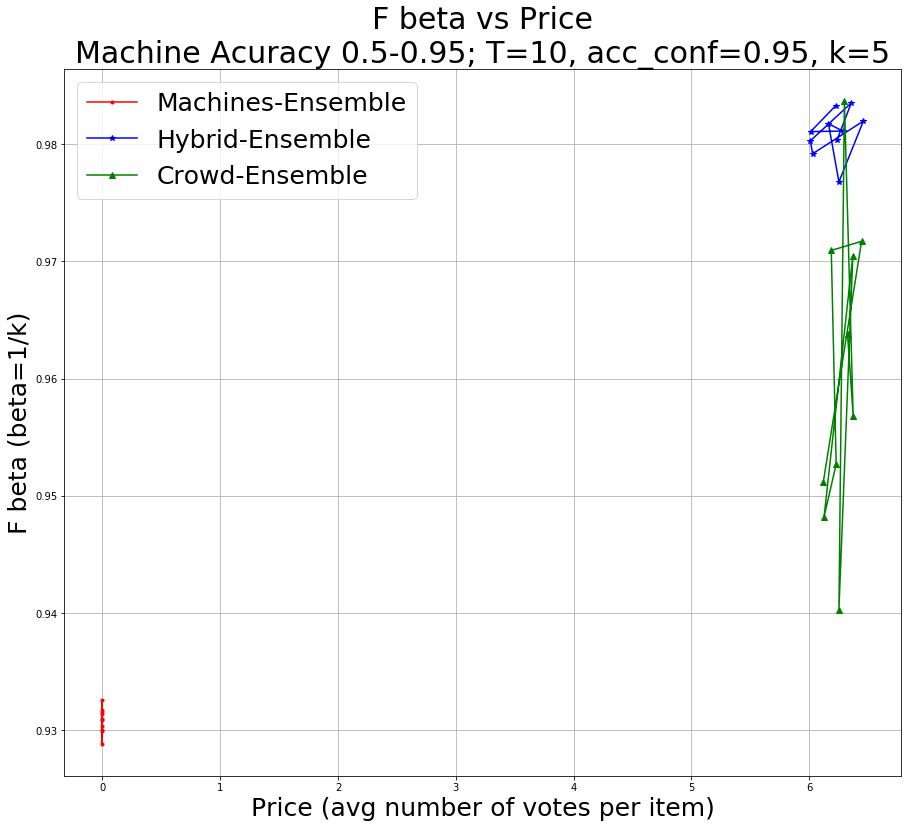 F beta vs Price
Machine Acuracy 0.5-0.95; T=10, acc_conf=0.95, k=5
Machines-Ensemble
Hybrid-Ensemble
Crowd-Ensemble
F beta (beta=1/k)
0.98
0.97
0.96
0.95
0.94
0.93
0 1 2 3 4 5 6
Price (avg number of votes per item)